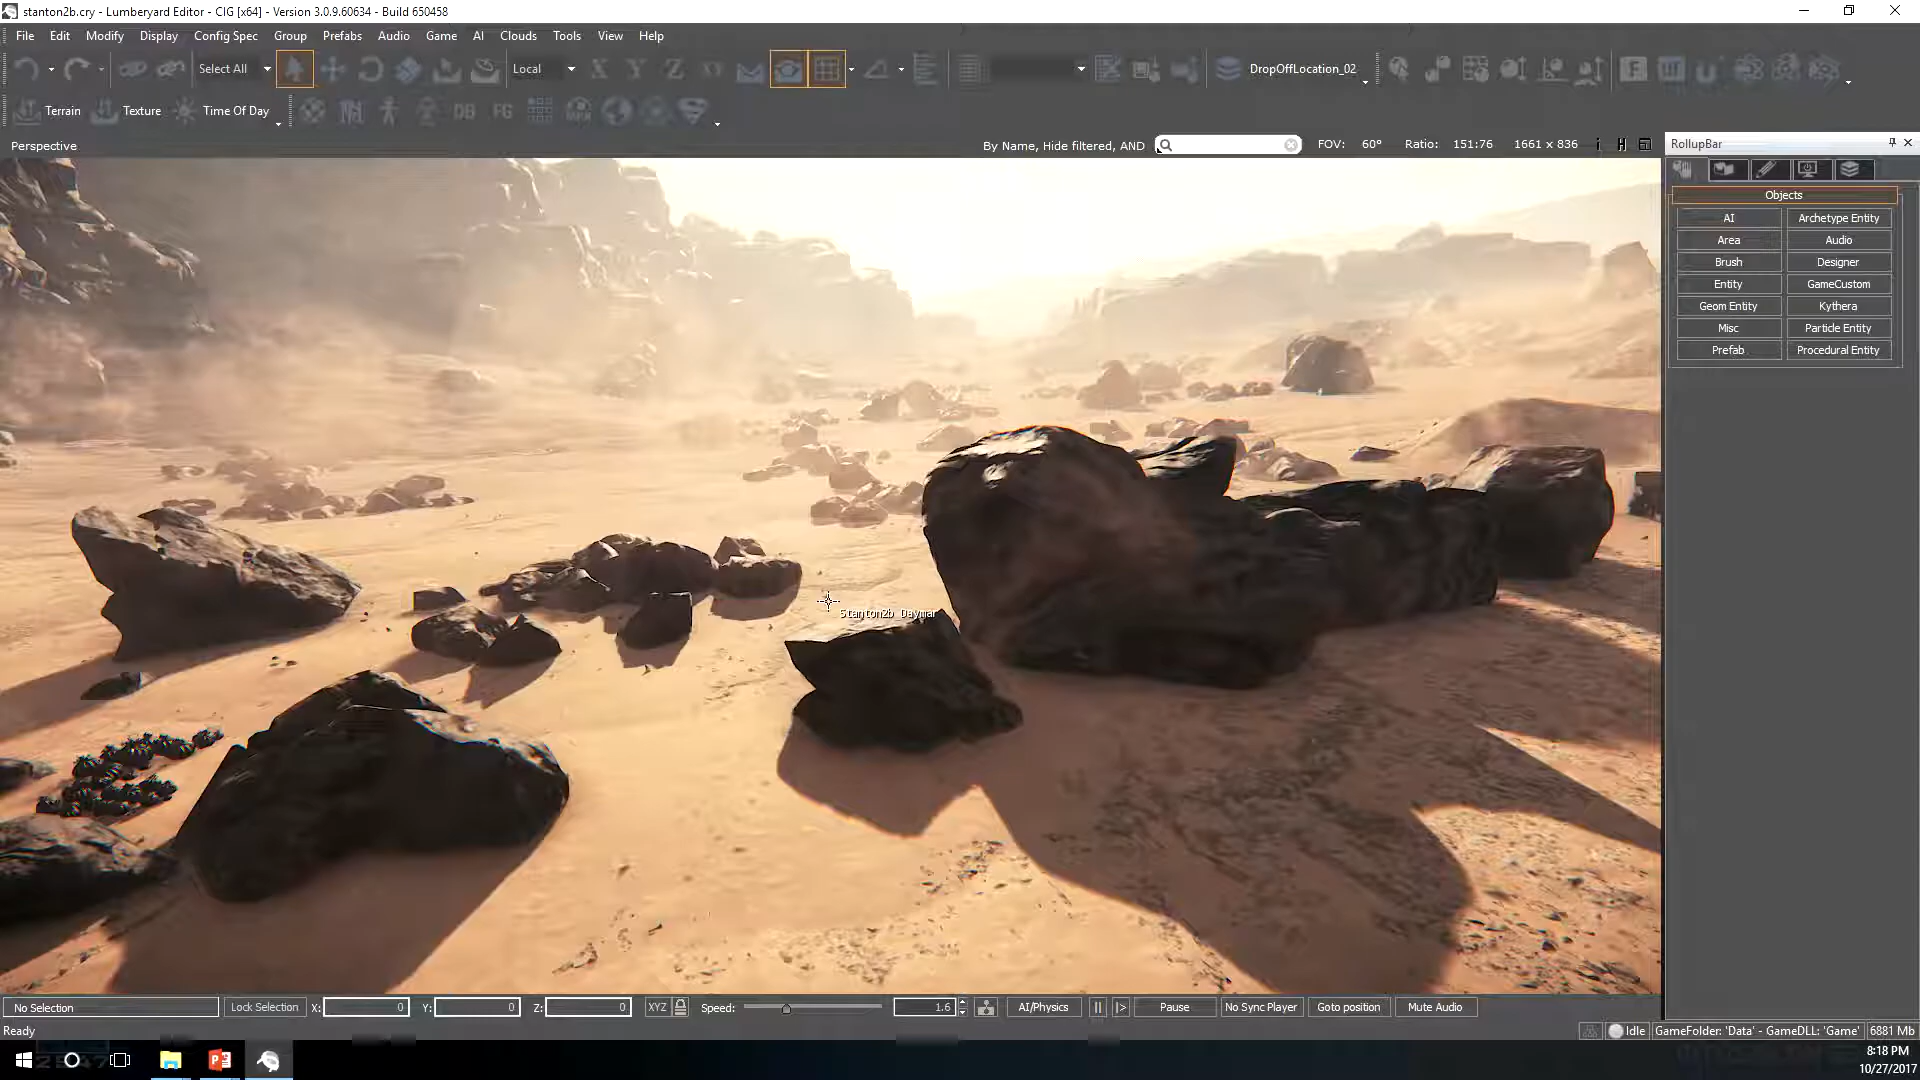 stanton2b.cry - Lumberyard Editor - CIG [x64] - Version 3.0.9.60634 - Build 650458
File Edit Modify Display Config Spec Group Prefabs Audio Game AI Clouds Tools View Help
Select All Local X Y Z DropOffLocation_02
Terrain Texture Time Of Day DB FG
Perspective By Name, Hide filtered, AND FOV: 60° Ratio: 151:76 1661 x 836 i H
RollupBar
Objects
AI Archetype Entity
Area Audio
Brush Designer
Entity GameCustom
Geom Entity Kythera
Misc Particle Entity
Prefab Procedural Entity
Stanton2b_Daymar
No Selection Lock Selection X: 0 Y: 0 Z: 0 XYZ Speed: 1.6 AI/Physics Pause No Sync Player Goto position Mute Audio
Ready Idle GameFolder: 'Data' - GameDLL: 'Game' 6881 Mb
8:18 PM
10/27/2017